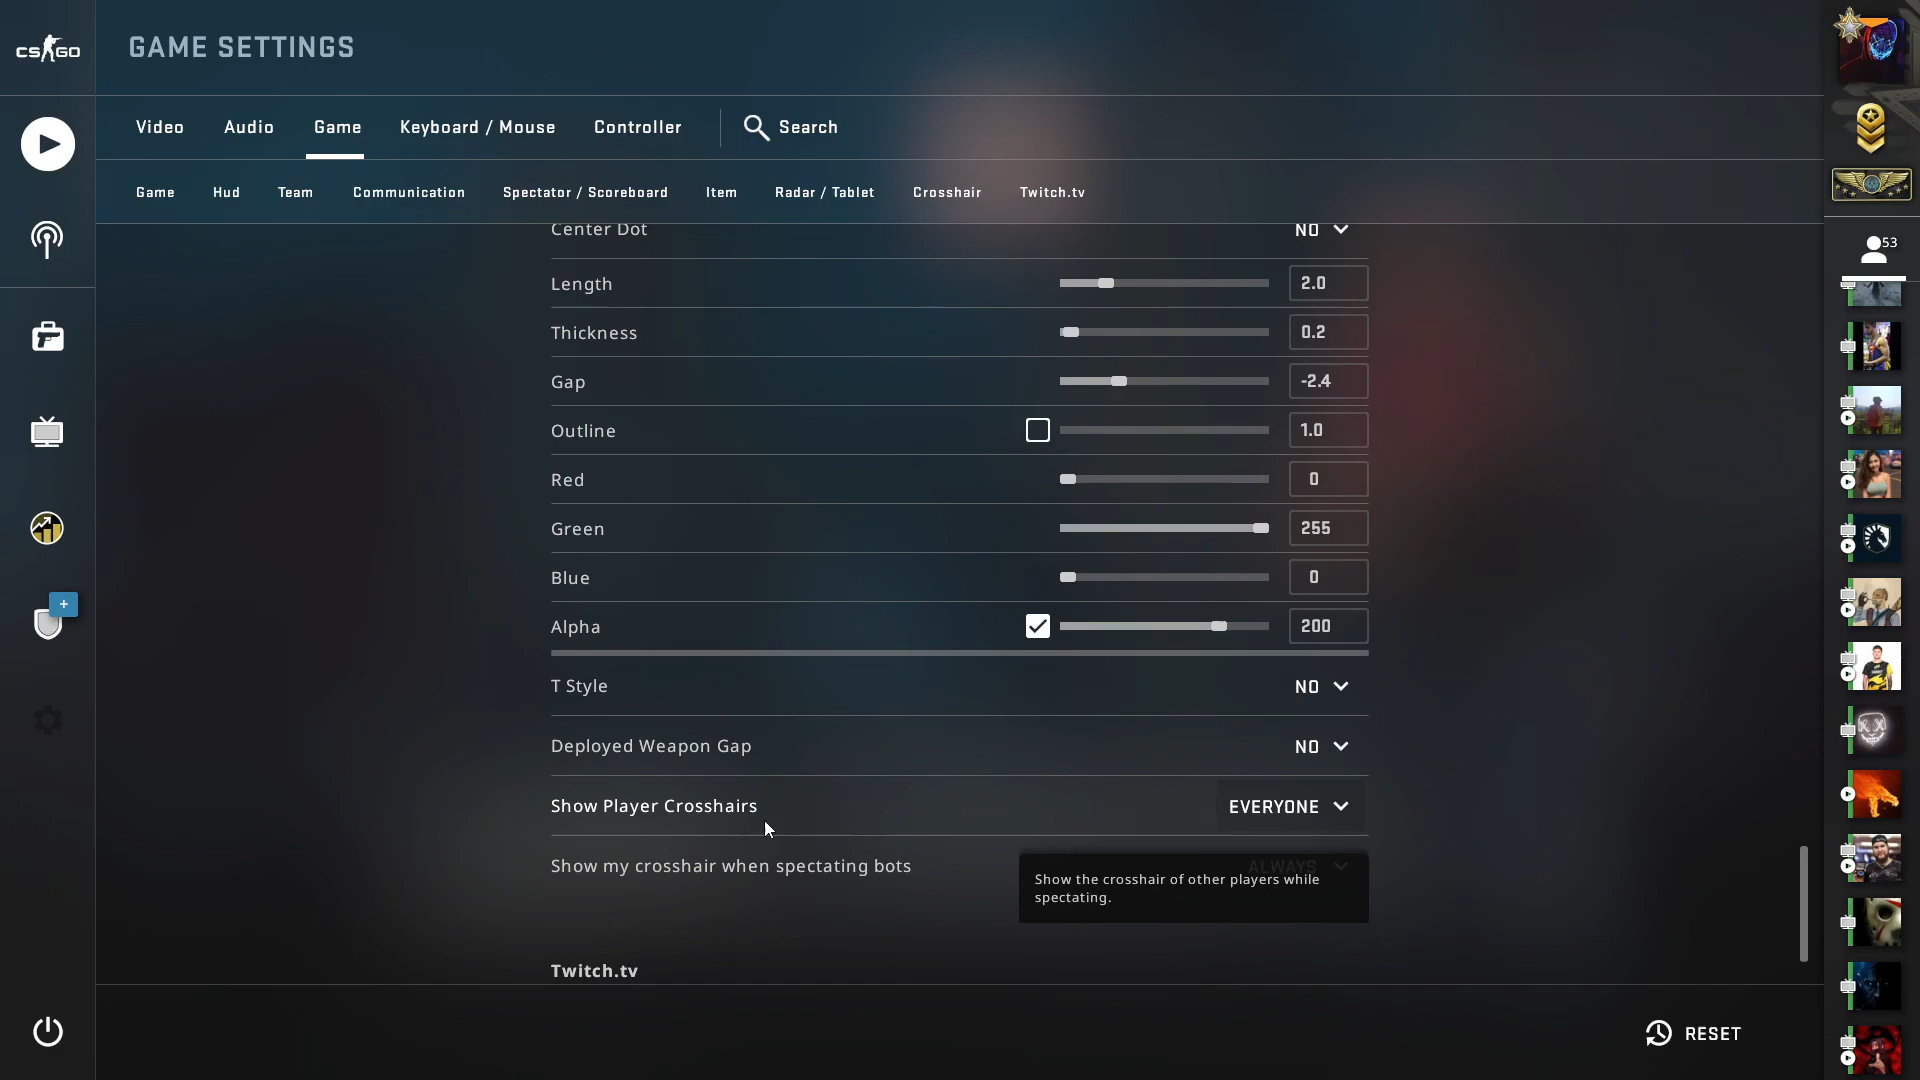 CS GO
GAME SETTINGS
Video Audio Game Keyboard / Mouse Controller Search
Game Hud Team Communication Spectator / Scoreboard Item Radar / Tablet Crosshair Twitch.tv
53
Center Dot NO
Length 2.0
Thickness 0.2
Gap -2.4
Outline 1.0
Red 0
Green 255
Blue 0
Alpha 200
+
T Style NO
Deployed Weapon Gap NO
Show Player Crosshairs EVERYONE
Show my crosshair when spectating bots ALWAYS
Show the crosshair of other players while
spectating.
Twitch.tv
RESET